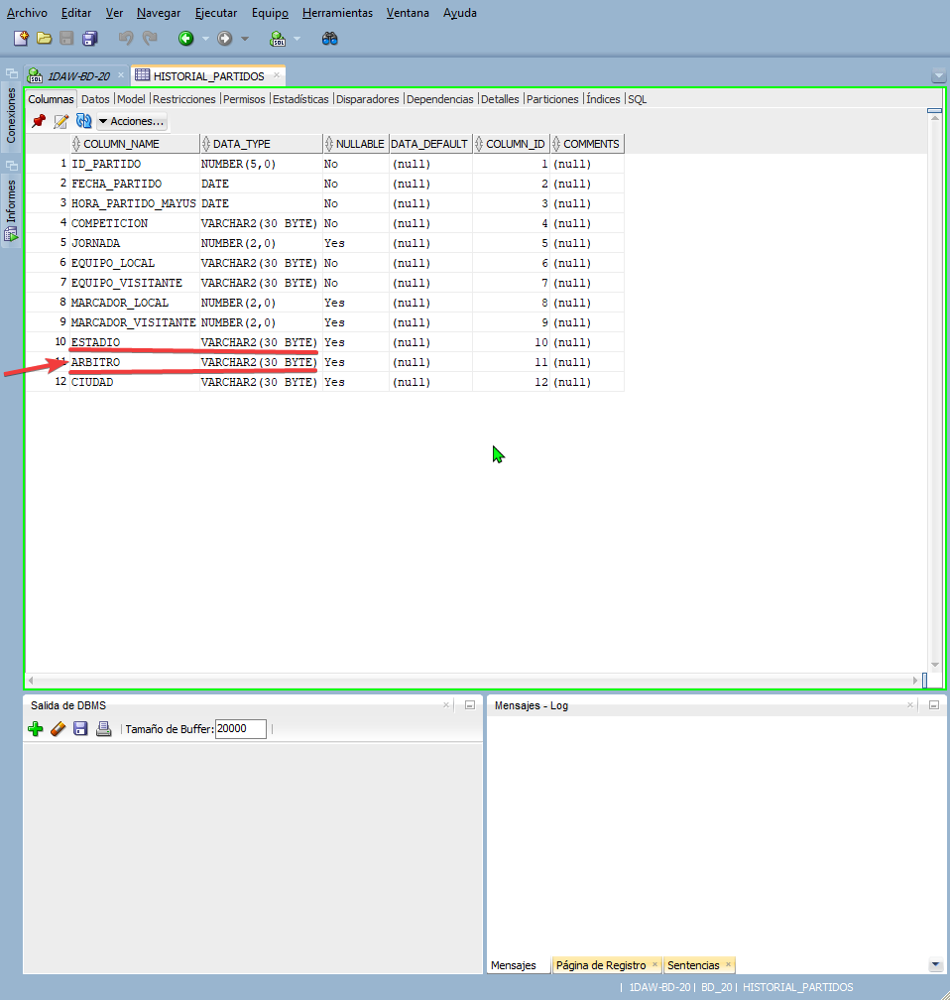 Archivo Editar Ver Navegar Ejecutar Equipo Herramientas Ventana Ayuda
1DAW-BD-20 HISTORIAL_PARTIDOS
Conexiones
Informes
Columnas Datos Model Restricciones Permisos Estadísticas Disparadores Dependencias Detalles Particiones Índices SQL
Acciones...
COLUMN_NAME DATA_TYPE NULLABLE DATA_DEFAULT COLUMN_ID COMMENTS
1 ID_PARTIDO NUMBER(5,0) No (null) 1 (null)
2 FECHA_PARTIDO DATE No (null) 2 (null)
3 HORA_PARTIDO_MAYUS DATE No (null) 3 (null)
4 COMPETICION VARCHAR2(30 BYTE) No (null) 4 (null)
5 JORNADA NUMBER(2,0) Yes (null) 5 (null)
6 EQUIPO_LOCAL VARCHAR2(30 BYTE) No (null) 6 (null)
7 EQUIPO_VISITANTE VARCHAR2(30 BYTE) No (null) 7 (null)
8 MARCADOR_LOCAL NUMBER(2,0) Yes (null) 8 (null)
9 MARCADOR_VISITANTE NUMBER(2,0) Yes (null) 9 (null)
10 ESTADIO VARCHAR2(30 BYTE) Yes (null) 10 (null)
11 ARBITRO VARCHAR2(30 BYTE) Yes (null) 11 (null)
12 CIUDAD VARCHAR2(30 BYTE) Yes (null) 12 (null)
Salida de DBMS
Tamaño de Buffer: 20000
Mensajes - Log
Mensajes Página de Registro Sentencias
| 1DAW-BD-20 | BD_20 | HISTORIAL_PARTIDOS